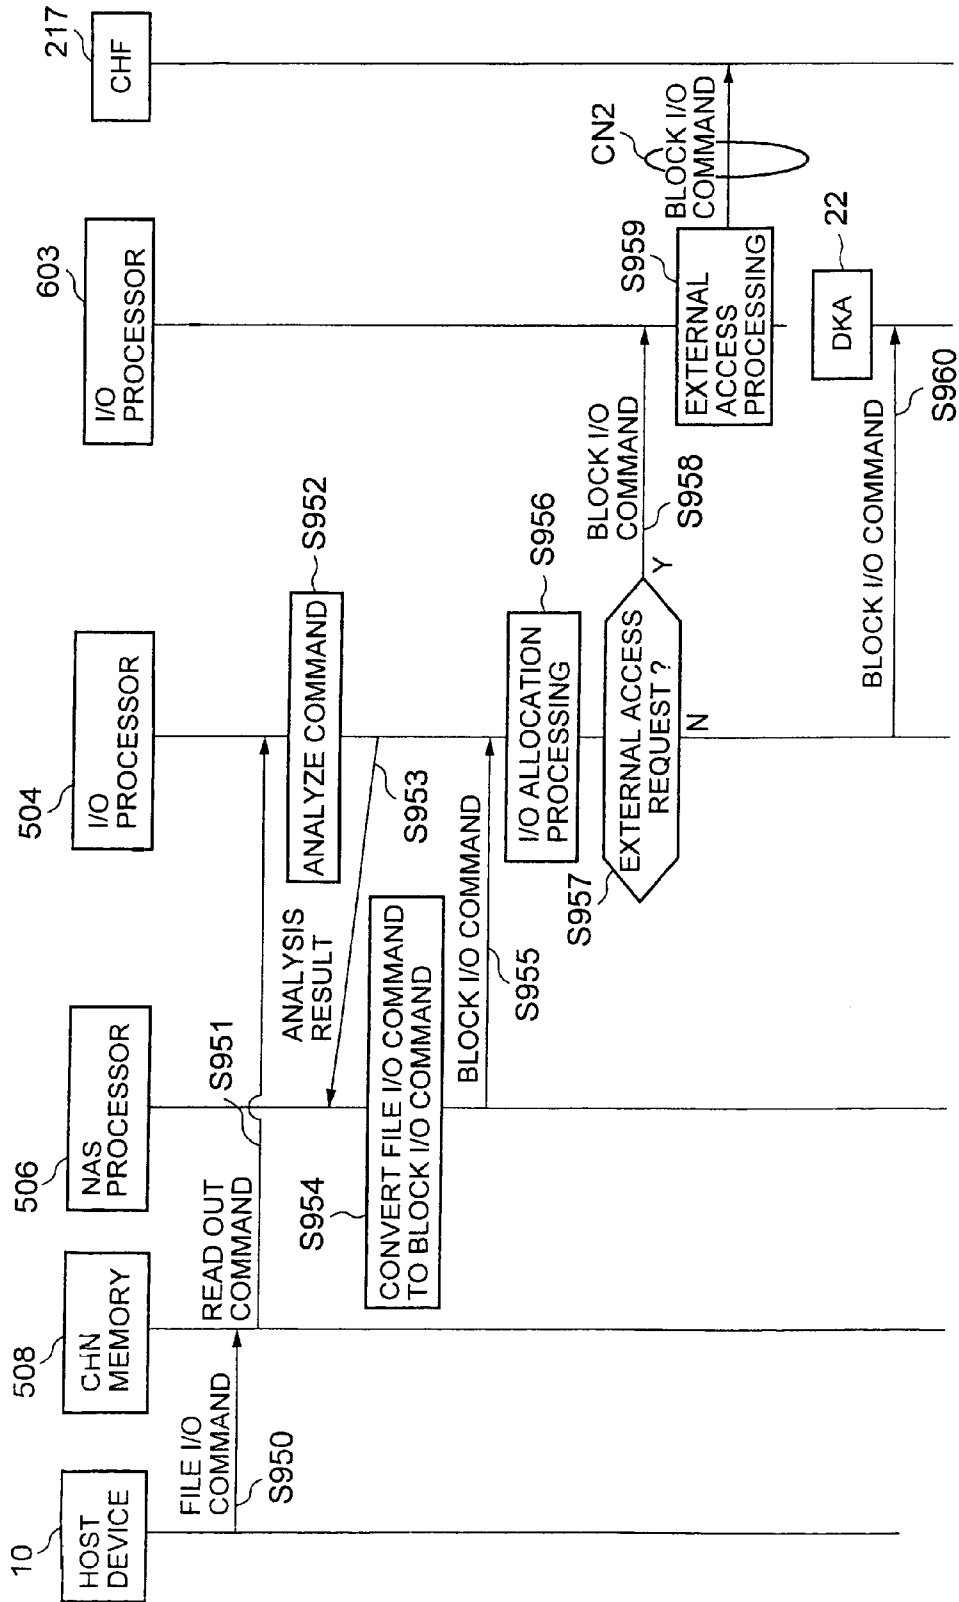 10
HOST
DEVICE
508
CHN
MEMORY
506
NAS
PROCESSOR
504
I/O
PROCESSOR
603
I/O
PROCESSOR
217
CHF
FILE I/O
COMMAND
S950
READ OUT
COMMAND
S951
ANALYZE COMMAND
S952
ANALYSIS
RESULT
S953
S954
CONVERT FILE I/O COMMAND
TO BLOCK I/O COMMAND
BLOCK I/O COMMAND
S955
I/O ALLOCATION
PROCESSING
S956
S957
EXTERNAL ACCESS
REQUEST ?
Y
N
BLOCK I/O
COMMAND
S958
S959
EXTERNAL
ACCESS
PROCESSING
CN2
BLOCK I/O
COMMAND
22
DKA
BLOCK I/O COMMAND
S960